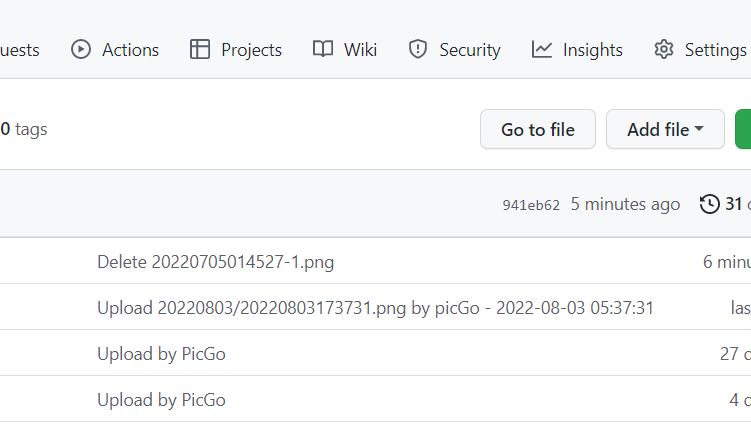 uests Actions Projects Wiki Security Insights Settings
0 tags Go to file Add file
941eb62 5 minutes ago 31
Delete 20220705014527-1.png 6 minu
Upload 20220803/20220803173731.png by picGo - 2022-08-03 05:37:31 las
Upload by PicGo 27
Upload by PicGo 4